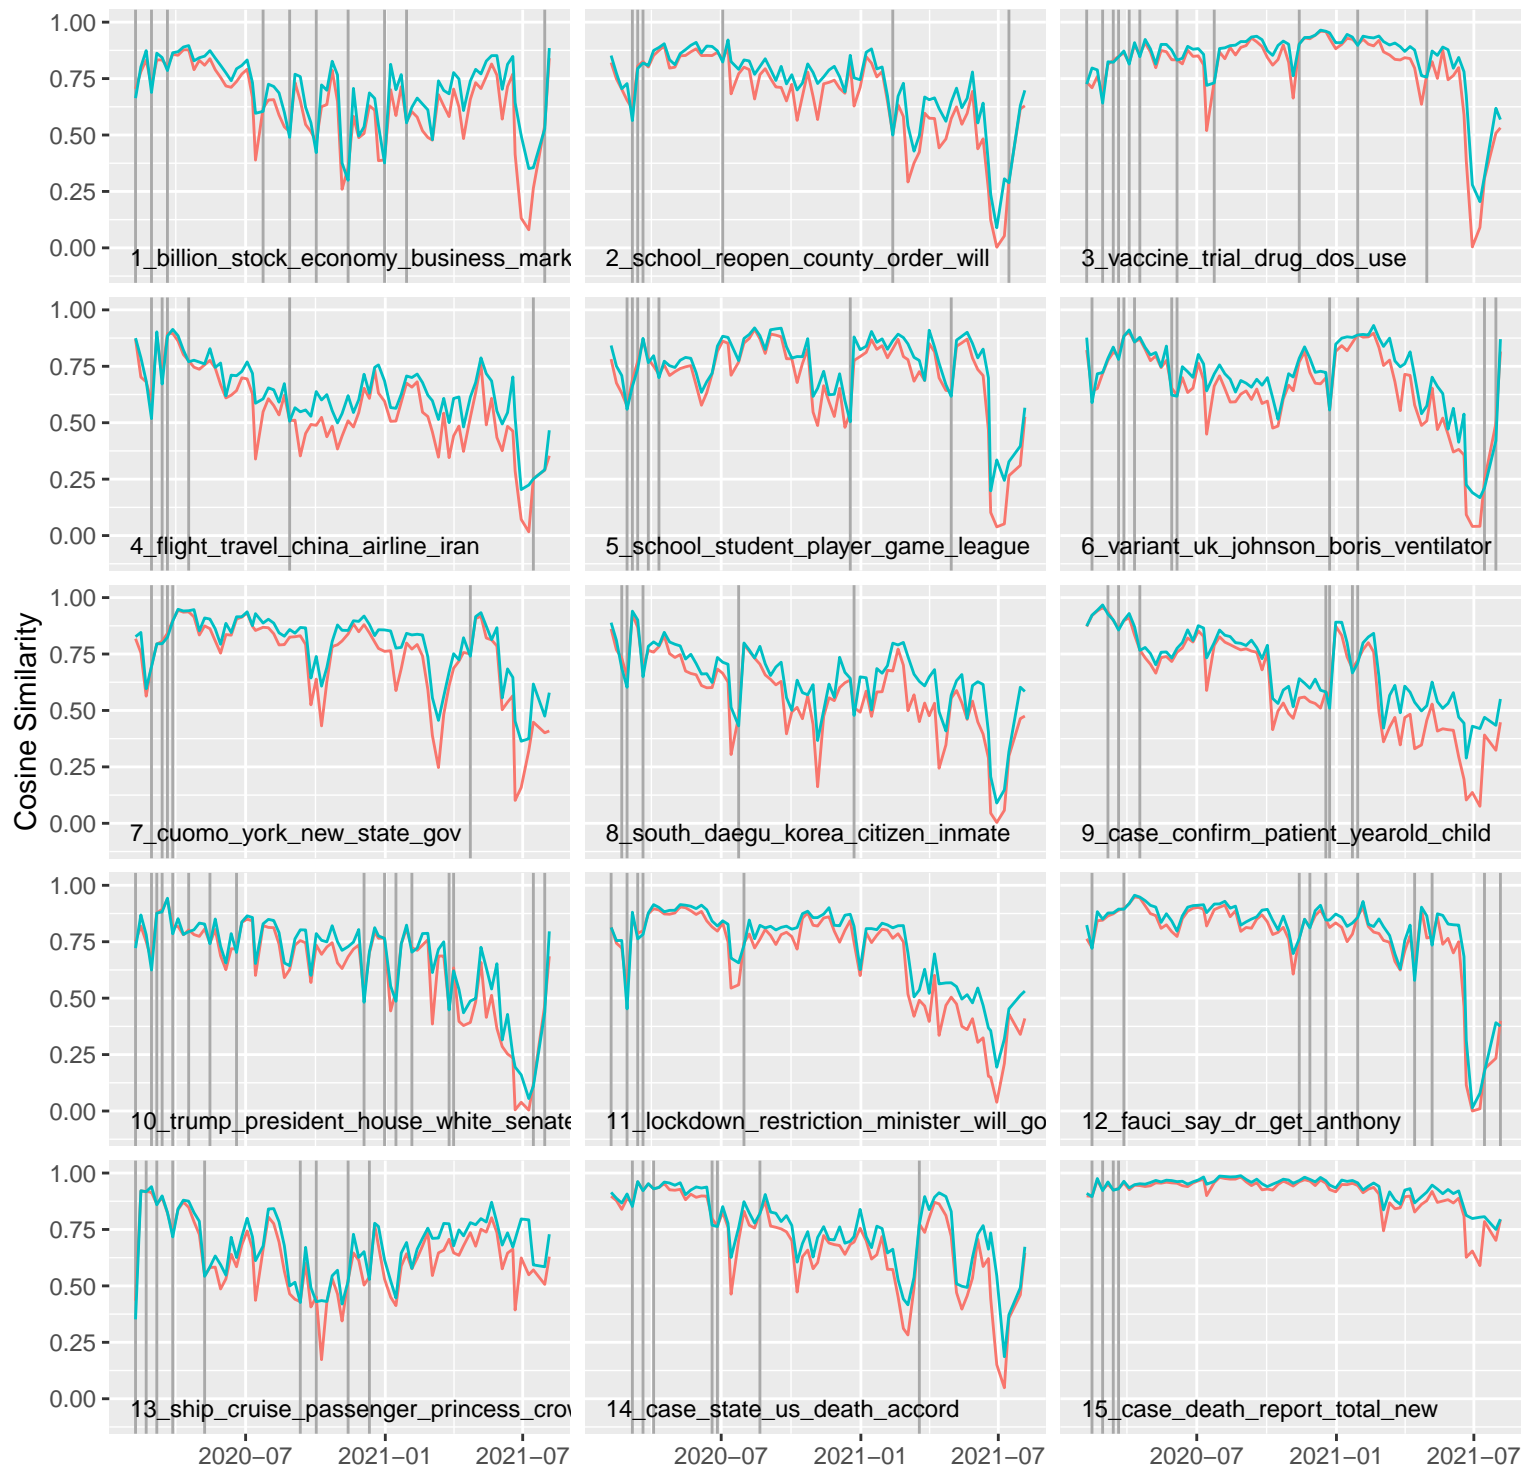 Cosine Similarity
1.00
0.75
0.50
0.25
0.00
1_billion_stock_economy_business_mark
2_school_reopen_county_order_will
3_vaccine_trial_drug_dos_use
1.00
0.75
0.50
0.25
0.00
4_flight_travel_china_airline_iran
5_school_student_player_game_league
6_variant_uk_johnson_boris_ventilator
1.00
0.75
0.50
0.25
0.00
7_cuomo_york_new_state_gov
8_south_daegu_korea_citizen_inmate
9_case_confirm_patient_yearold_child
1.00
0.75
0.50
0.25
0.00
10_trump_president_house_white_senate
11_lockdown_restriction_minister_will_go
12_fauci_say_dr_get_anthony
1.00
0.75
0.50
0.25
0.00
13_ship_cruise_passenger_princess_crow
14_case_state_us_death_accord
15_case_death_report_total_new
2020−07 2021−01 2021−07
2020−07 2021−01 2021−07
2020−07 2021−01 2021−07